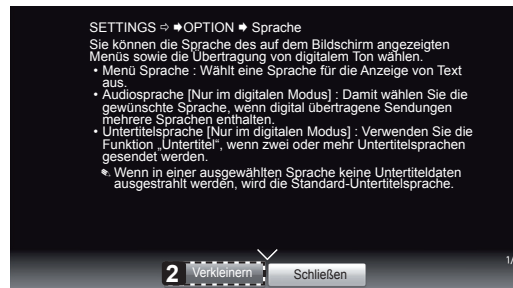 SETTINGS ⇨ ➡OPTION ➡ Sprache
Sie können die Sprache des auf dem Bildschirm angezeigten
Menüs sowie die Übertragung von digitalem Ton wählen.
• Menü Sprache : Wählt eine Sprache für die Anzeige von Text
aus.
• Audiosprache [Nur im digitalen Modus] : Damit wählen Sie die
gewünschte Sprache, wenn digital übertragene Sendungen
mehrere Sprachen enthalten.
• Untertitelsprache [Nur im digitalen Modus] : Verwenden Sie die
Funktion „Untertitel“, wenn zwei oder mehr Untertitelsprachen
gesendet werden.
✎ Wenn in einer ausgewählten Sprache keine Untertiteldaten
ausgestrahlt werden, wird die Standard-Untertitelsprache.
1/
2 Verkleinern Schließen